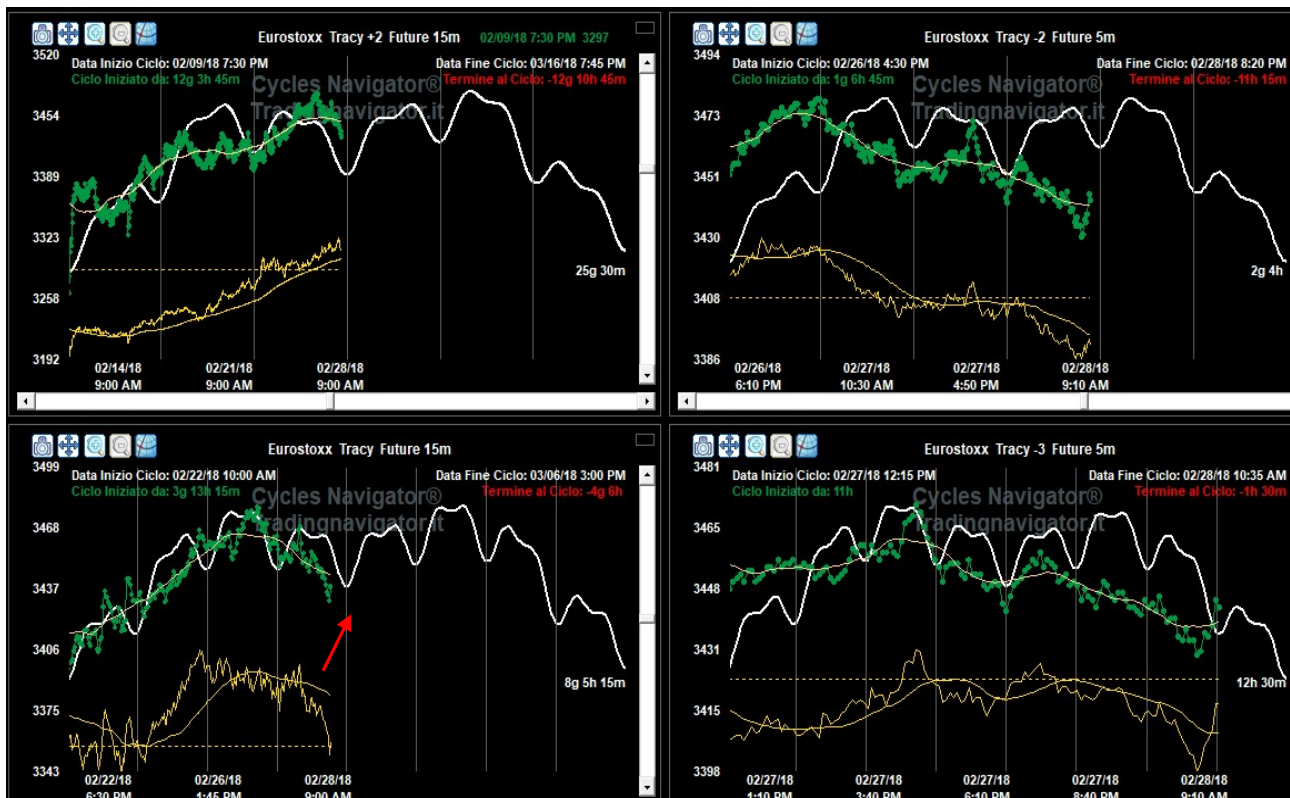 Eurostoxx Tracy +2 Future 15m 02/09/18 7:30 PM 3297
3520
Data Inizio Ciclo: 02/09/18 7:30 PM Data Fine Ciclo: 03/16/18 7:45 PM
Ciclo Iniziato da: 12g 3h 45m Termine al Ciclo: -12g 10h 45m
Cycles Navigator®
Tradingnavigator.it
3454
3389
3323
25g 30m
3258
3192
02/14/18 02/21/18 02/28/18
9:00 AM 9:00 AM 9:00 AM
Eurostoxx Tracy -2 Future 5m
3494
Data Inizio Ciclo: 02/26/18 4:30 PM Data Fine Ciclo: 02/28/18 8:20 PM
Ciclo Iniziato da: 1g 6h 45m Termine al Ciclo: -11h 15m
Cycles Navigator®
Tradingnavigator.it
3473
3451
3430
2g 4h
3408
3386
02/26/18 02/27/18 02/27/18 02/28/18
6:10 PM 10:30 AM 4:50 PM 9:10 AM
Eurostoxx Tracy Future 15m
3499
Data Inizio Ciclo: 02/22/18 10:00 AM Data Fine Ciclo: 03/06/18 3:00 PM
Ciclo Iniziato da: 3g 13h 15m Termine al Ciclo: -4g 6h
Cycles Navigator®
Tradingnavigator.it
3468
3437
3406
8g 5h 15m
3375
3343
02/22/18 02/26/18 02/28/18
6:30 PM 1:45 PM 9:00 AM
Eurostoxx Tracy -3 Future 5m
3481
Data Inizio Ciclo: 02/27/18 12:15 PM Data Fine Ciclo: 02/28/18 10:35 AM
Ciclo Iniziato da: 11h Termine al Ciclo: -1h 30m
Cycles Navigator®
Tradingnavigator.it
3465
3448
3431
12h 30m
3415
3398
02/27/18 02/27/18 02/27/18 02/27/18 02/28/18
1:10 PM 3:40 PM 6:10 PM 8:40 PM 9:10 AM